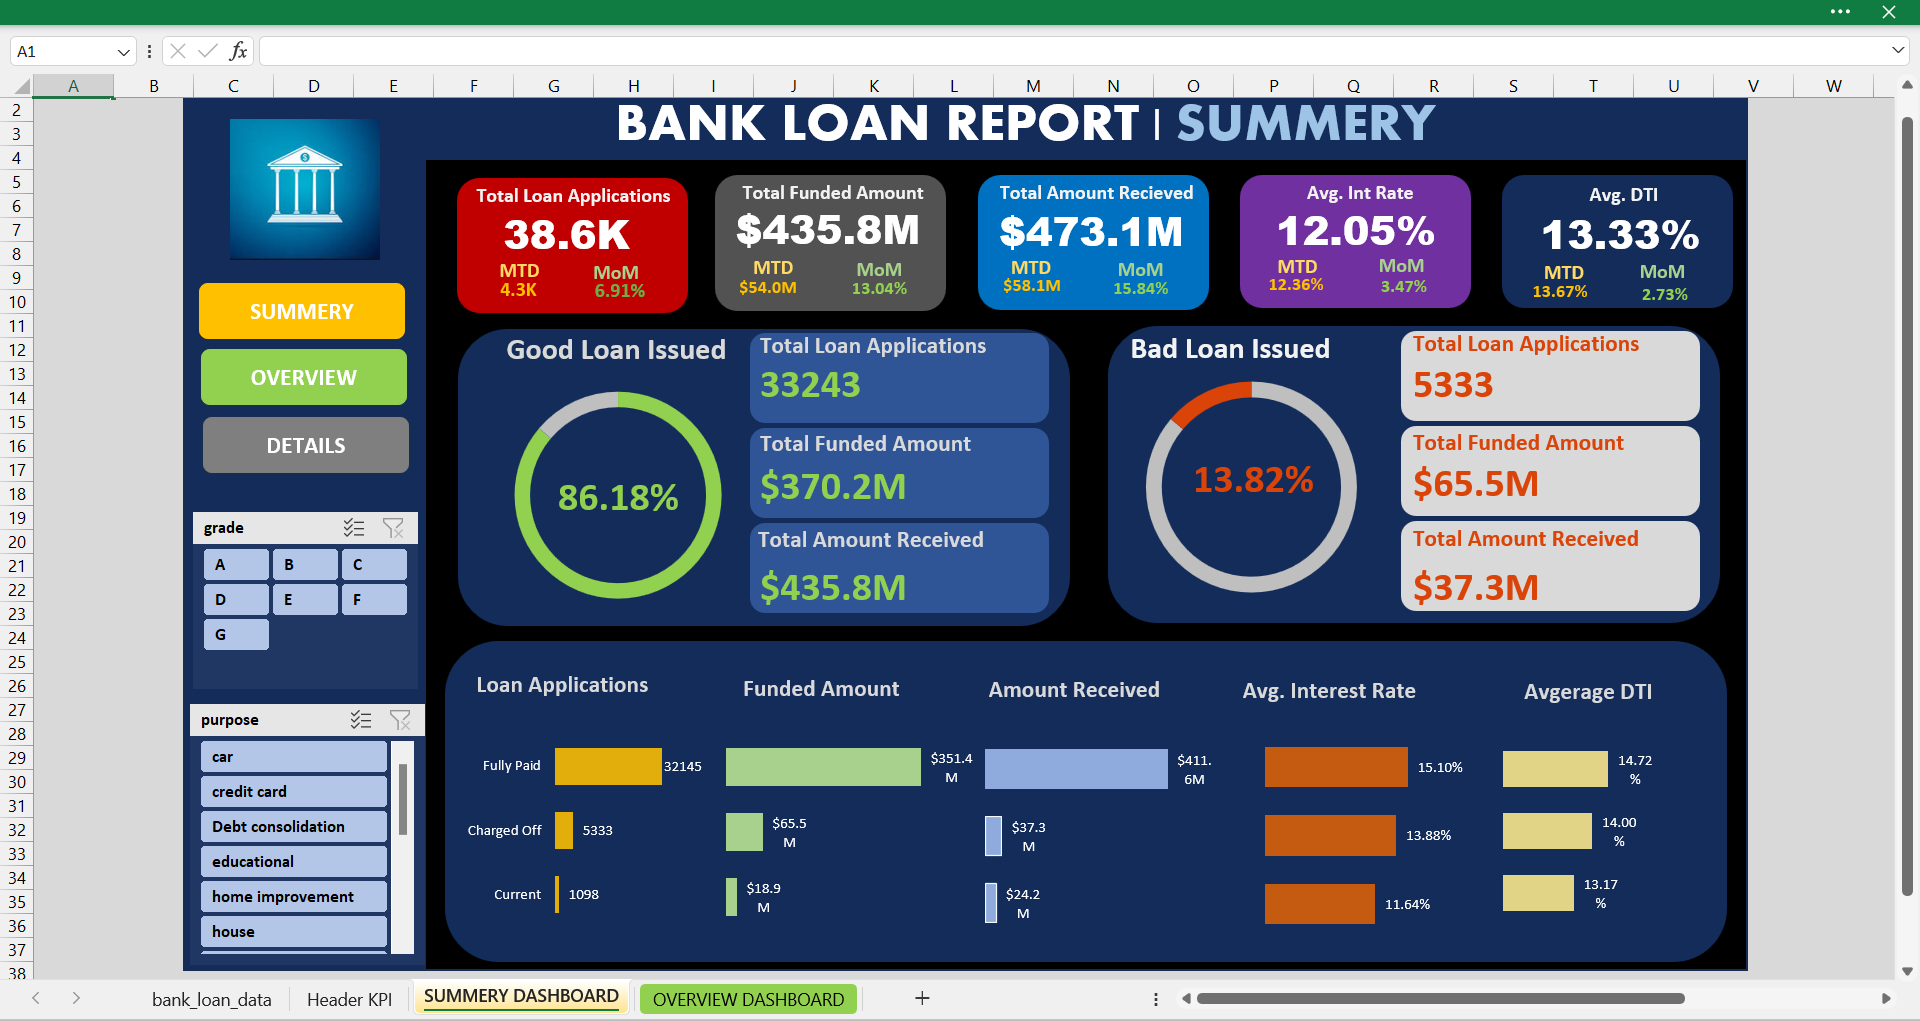 A1
fx
A B C D E F G H I J K L M N O P Q R S T U V W
2
3
4
5
6
7
8
9
10
11
12
13
14
15
16
17
18
19
20
21
22
23
24
25
26
27
28
29
30
31
32
33
34
35
36
37
38
BANK LOAN REPORT | SUMMERY
$
SUMMERY
OVERVIEW
DETAILS
grade
A B C
D E F
G
purpose
car
credit card
Debt consolidation
educational
home improvement
house
Total Loan Applications
38.6K
MTD MoM
4.3K 6.91%
Total Funded Amount
$435.8M
MTD MoM
$54.0M 13.04%
Total Amount Recieved
$473.1M
MTD MoM
$58.1M 15.84%
Avg. Int Rate
12.05%
MTD MoM
12.36% 3.47%
Avg. DTI
13.33%
MTD MoM
13.67% 2.73%
Good Loan Issued
86.18%
Total Loan Applications
33243
Total Funded Amount
$370.2M
Total Amount Received
$435.8M
Bad Loan Issued
13.82%
Total Loan Applications
5333
Total Funded Amount
$65.5M
Total Amount Received
$37.3M
Loan Applications
Fully Paid 32145
Charged Off 5333
Current 1098
Funded Amount
$351.4
M
$65.5
M
$18.9
M
Amount Received
$411.
6M
$37.3
M
$24.2
M
Avg. Interest Rate
15.10%
13.88%
11.64%
Avgerage DTI
14.72
%
14.00
%
13.17
%
bank_loan_data Header KPI SUMMERY DASHBOARD OVERVIEW DASHBOARD